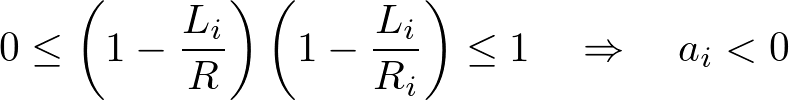 0 ≤ (1 − L_i/R) (1 − L_i/R_i) ≤ 1 ⇒ a_i < 0